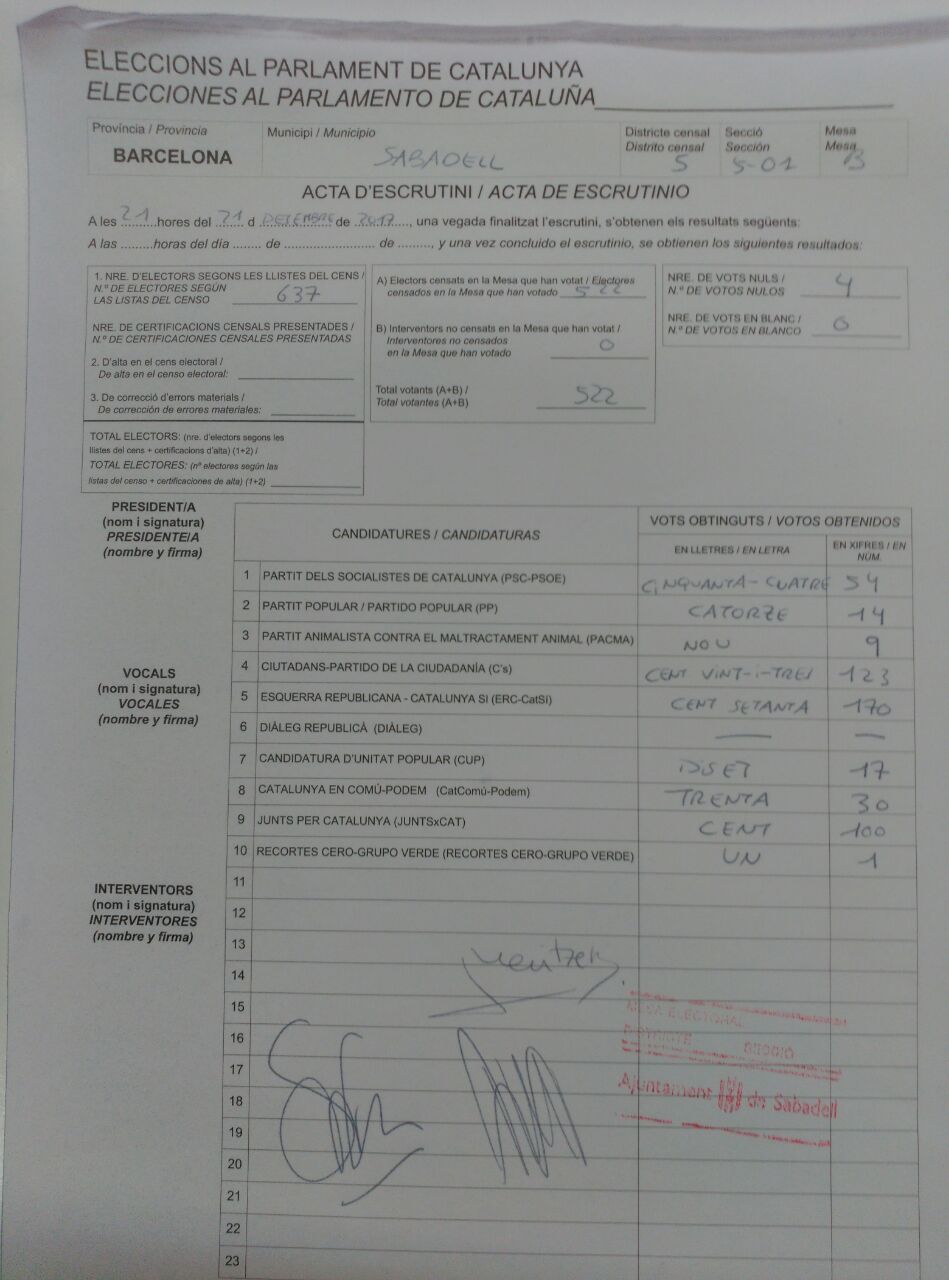 ELECCIONS AL PARLAMENT DE CATALUNYA
ELECCIONES AL PARLAMENTO DE CATALUÑA
Província / Provincia
BARCELONA
Municipi / Municipio
SABADELL
Districte censal
Distrito censal
5
Secció
Sección
5-01
Mesa
Mesa
B
ACTA D'ESCRUTINI / ACTA DE ESCRUTINIO
A les 21 hores del 21 d DESEMBRE de 2017, una vegada finalitzat l'escrutini, s'obtenen els resultats següents:
A las .........horas del día ........ de ....................... de ........., y una vez concluido el escrutinio, se obtienen los siguientes resultados:
1. NRE. D'ELECTORS SEGONS LES LLISTES DEL CENS /
N.º DE ELECTORES SEGÚN
LAS LISTAS DEL CENSO 637
NRE. DE CERTIFICACIONS CENSALS PRESENTADES /
N.º DE CERTIFICACIONES CENSALES PRESENTADAS
2. D'alta en el cens electoral /
De alta en el censo electoral:
3. De correcció d'errors materials /
De corrección de errores materiales:
TOTAL ELECTORS: (nre. d'electors segons les
llistes del cens + certificacions d'alta) (1+2) /
TOTAL ELECTORES: (nº electores según las
listas del censo + certificaciones de alta) (1+2)
A) Electors censats en la Mesa que han votat / Electores
censados en la Mesa que han votado 522
B) Interventors no censats en la Mesa que han votat /
Interventores no censados
en la Mesa que han votado 0
Total votants (A+B) /
Total votantes (A+B) 522
NRE. DE VOTS NULS /
N.º DE VOTOS NULOS 4
NRE. DE VOTS EN BLANC /
N.º DE VOTOS EN BLANCO 0
PRESIDENT/A
(nom i signatura)
PRESIDENTE/A
(nombre y firma)
VOCALS
(nom i signatura)
VOCALES
(nombre y firma)
INTERVENTORS
(nom i signatura)
INTERVENTORES
(nombre y firma)
CANDIDATURES / CANDIDATURAS
VOTS OBTINGUTS / VOTOS OBTENIDOS
EN LLETRES / EN LETRA
EN XIFRES / EN
NÚM.
1 PARTIT DELS SOCIALISTES DE CATALUNYA (PSC-PSOE) CINQUANTA-CUATRE 54
2 PARTIT POPULAR / PARTIDO POPULAR (PP) CATORZE 14
3 PARTIT ANIMALISTA CONTRA EL MALTRACTAMENT ANIMAL (PACMA) NOU 9
4 CIUTADANS-PARTIDO DE LA CIUDADANÍA (C's) CENT VINT-I-TRES 123
5 ESQUERRA REPUBLICANA - CATALUNYA SI (ERC-CatSí) CENT SETANTA 170
6 DIÀLEG REPUBLICÀ (DIÀLEG) — —
7 CANDIDATURA D'UNITAT POPULAR (CUP) DISET 17
8 CATALUNYA EN COMÚ-PODEM (CatComú-Podem) TRENTA 30
9 JUNTS PER CATALUNYA (JUNTSxCAT) CENT 100
10 RECORTES CERO-GRUPO VERDE (RECORTES CERO-GRUPO VERDE) UN 1
11
12
13
14
15
16
17
18
19
20
21
22
23
MESA ELECTORAL
DISTRICTE SECCIÓ
Ajuntament de Sabadell